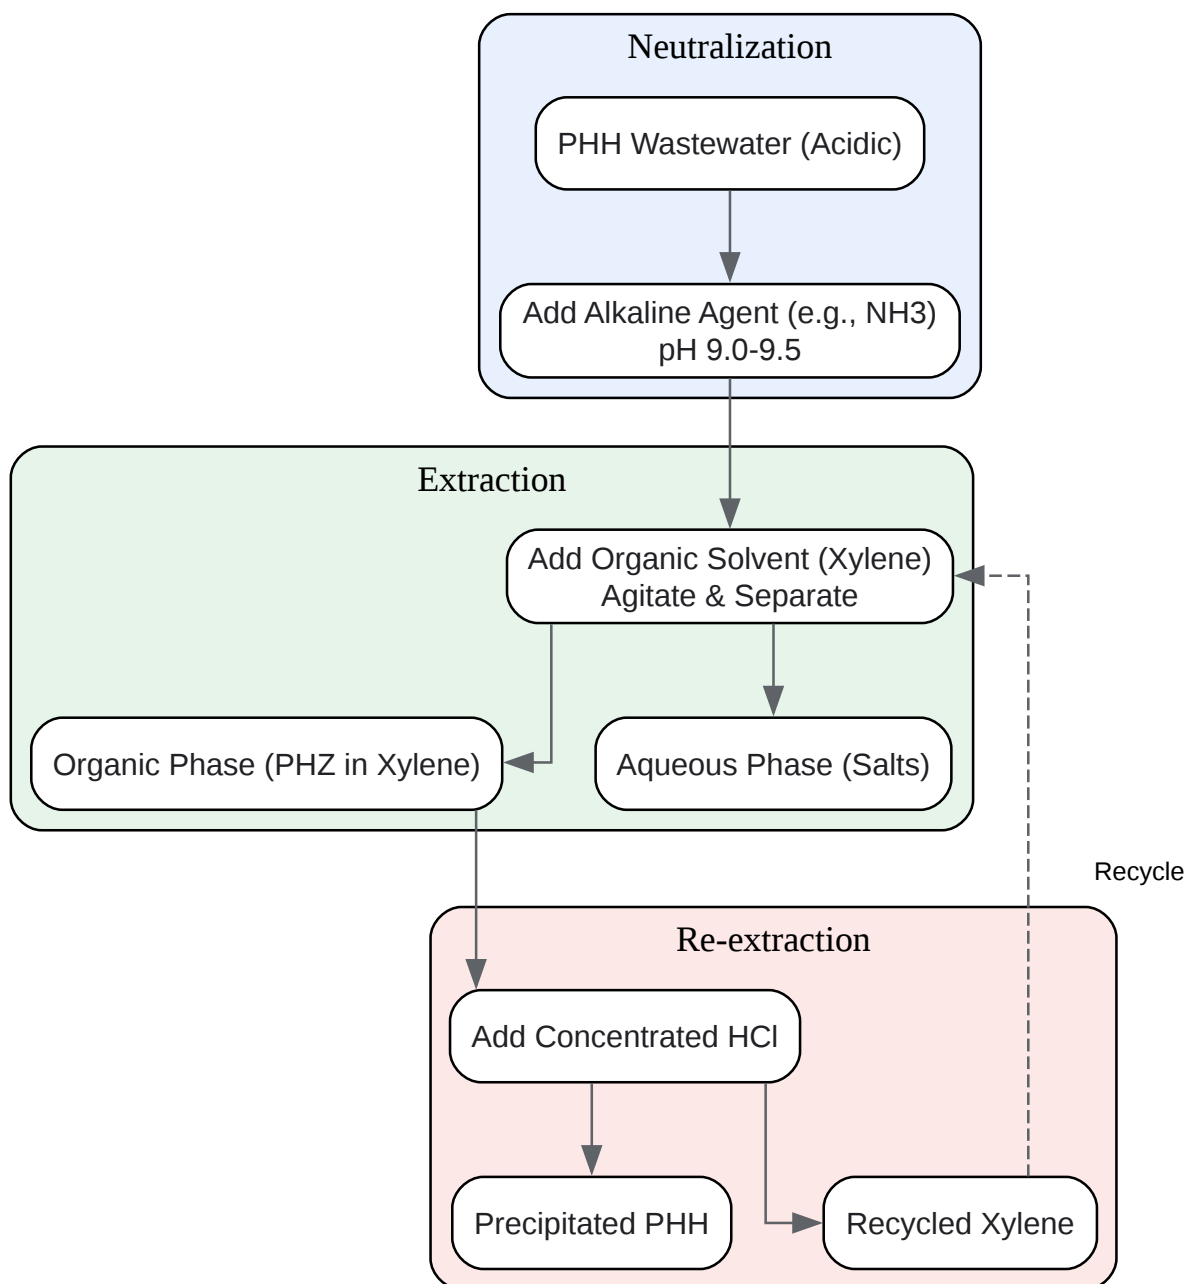 Neutralization
PHH Wastewater (Acidic)
Add Alkaline Agent (e.g., NH3)
pH 9.0-9.5
Extraction
Add Organic Solvent (Xylene)
Agitate & Separate
Organic Phase (PHZ in Xylene)
Aqueous Phase (Salts)
Recycle
Re-extraction
Add Concentrated HCl
Precipitated PHH
Recycled Xylene